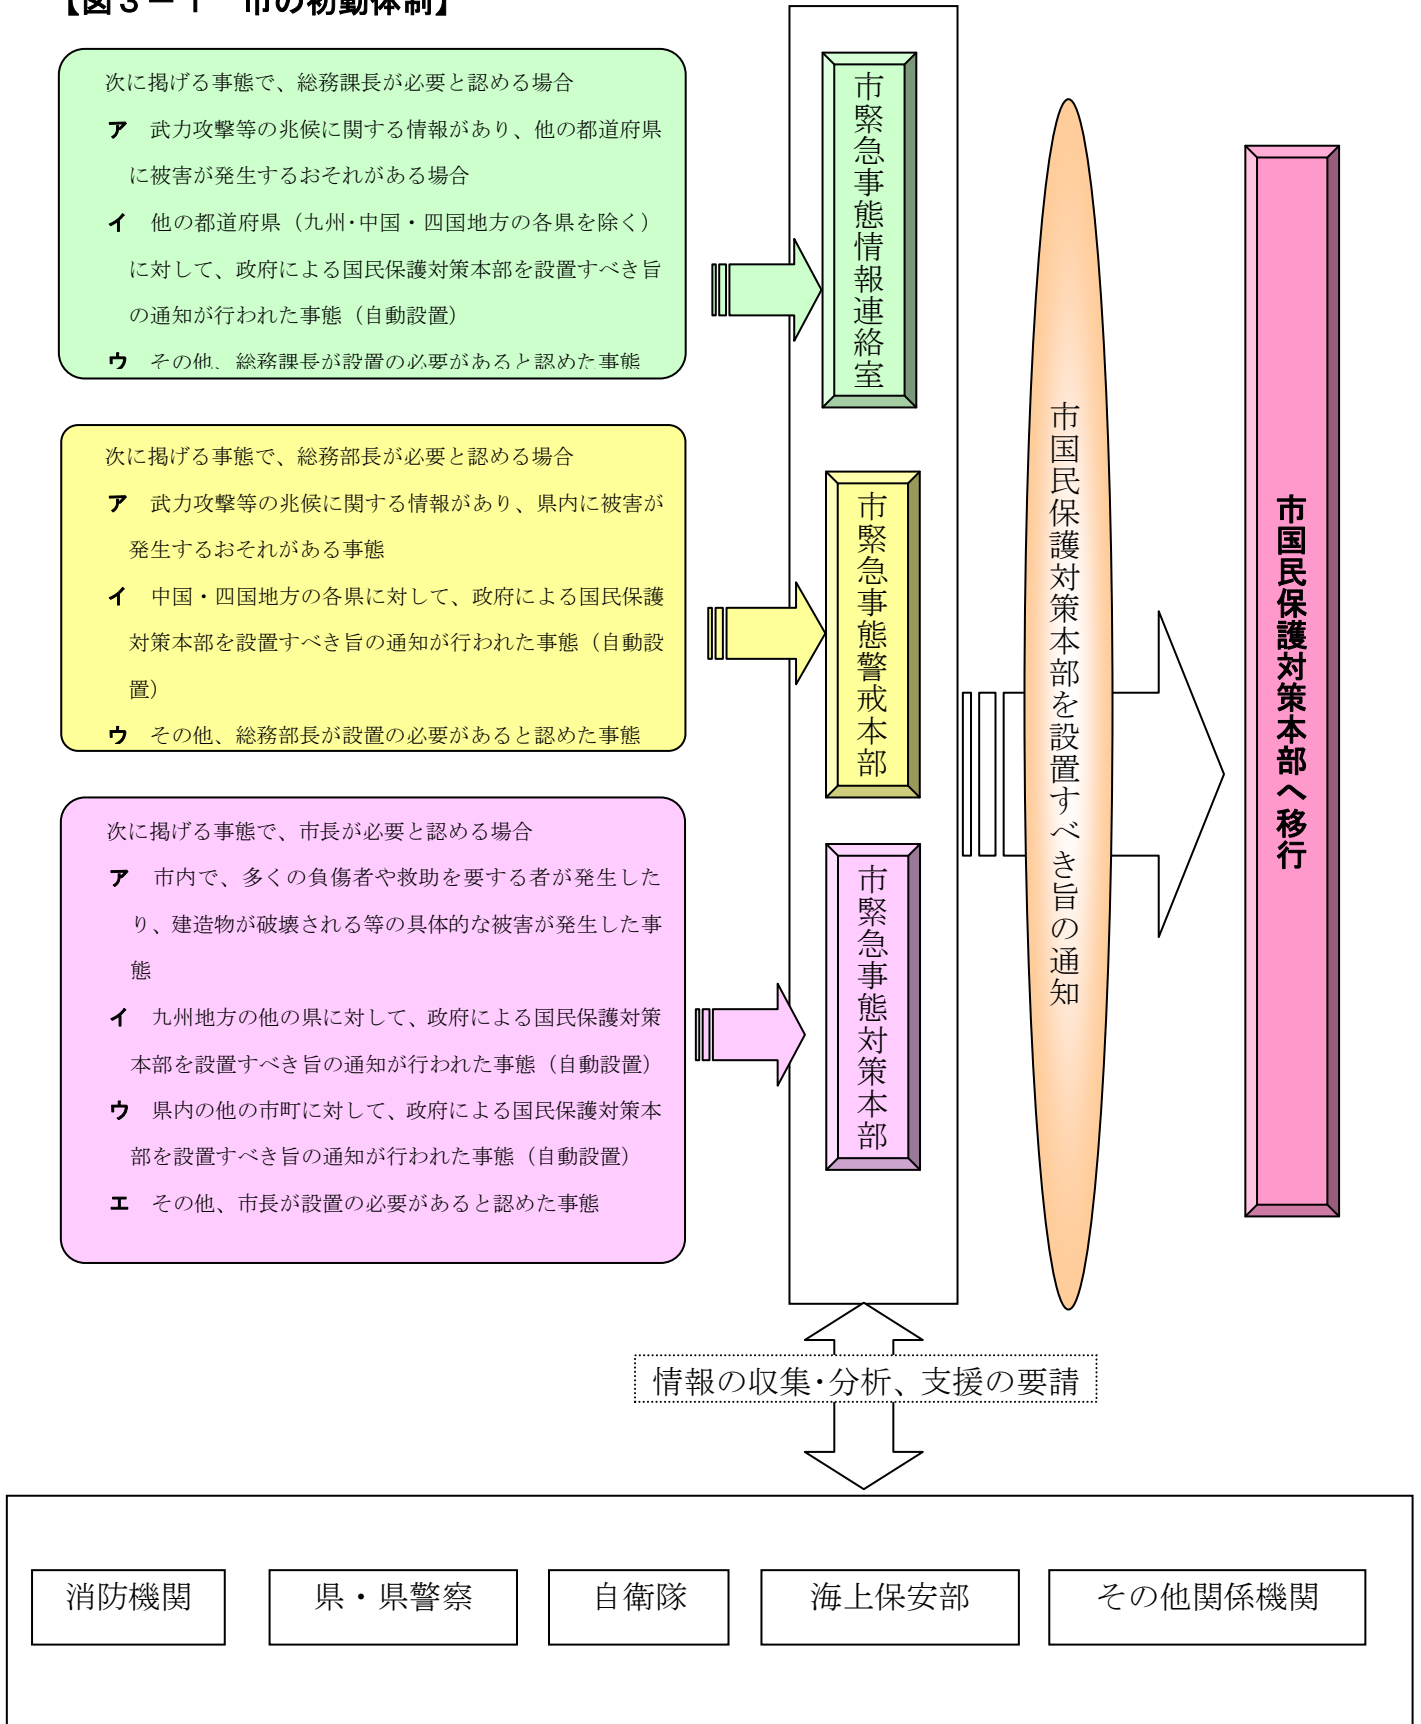 【図３－１　市の初動体制】
次に掲げる事態で、総務課長が必要と認める場合
ア　武力攻撃等の兆候に関する情報があり、他の都道府県
に被害が発生するおそれがある場合
イ　他の都道府県（九州・中国・四国地方の各県を除く）
に対して、政府による国民保護対策本部を設置すべき旨
の通知が行われた事態（自動設置）
ウ　その他、総務課長が設置の必要があると認めた事態
市緊急事態情報連絡室
次に掲げる事態で、総務部長が必要と認める場合
ア　武力攻撃等の兆候に関する情報があり、県内に被害が
発生するおそれがある事態
イ　中国・四国地方の各県に対して、政府による国民保護
対策本部を設置すべき旨の通知が行われた事態（自動設
置）
ウ　その他、総務部長が設置の必要があると認めた事態
市緊急事態警戒本部
次に掲げる事態で、市長が必要と認める場合
ア　市内で、多くの負傷者や救助を要する者が発生した
り、建造物が破壊される等の具体的な被害が発生した事
態
イ　九州地方の他の県に対して、政府による国民保護対策
本部を設置すべき旨の通知が行われた事態（自動設置）
ウ　県内の他の市町に対して、政府による国民保護対策本
部を設置すべき旨の通知が行われた事態（自動設置）
エ　その他、市長が設置の必要があると認めた事態
市緊急事態対策本部
市国民保護対策本部を設置すべき旨の通知
市国民保護対策本部へ移行
情報の収集・分析、支援の要請
消防機関
県・県警察
自衛隊
海上保安部
その他関係機関